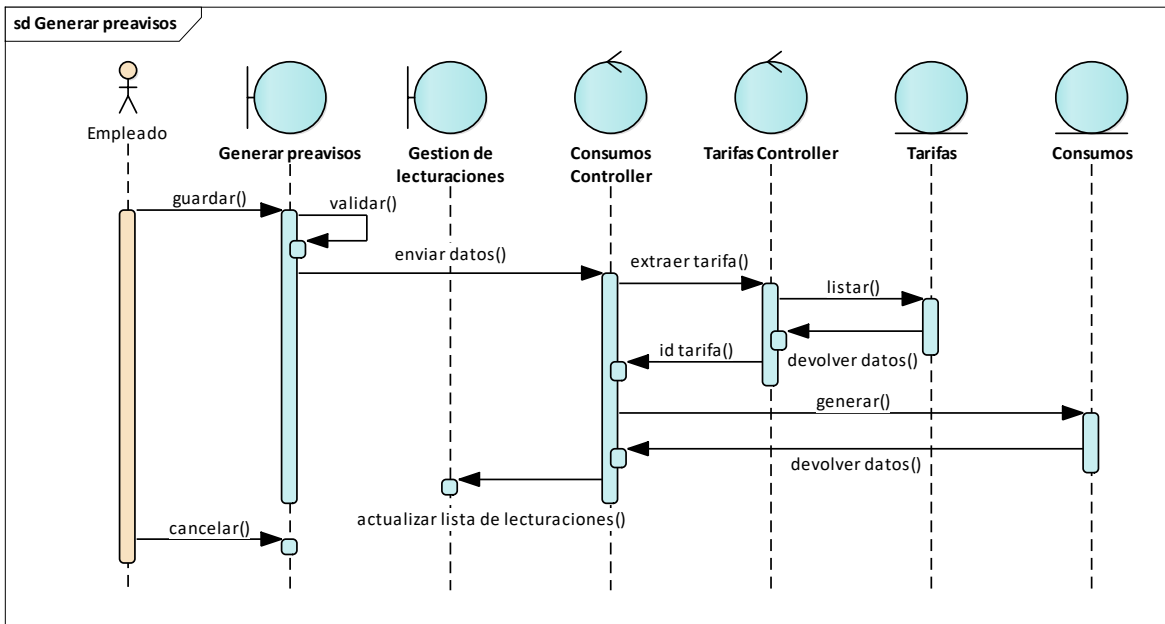 sd Generar preavisos
Empleado
Generar preavisos
Gestion de
lecturaciones
Consumos
Controller
Tarifas Controller
Tarifas
Consumos
guardar()
validar()
enviar datos()
extraer tarifa()
listar()
devolver datos()
id tarifa()
generar()
devolver datos()
actualizar lista de lecturaciones()
cancelar()